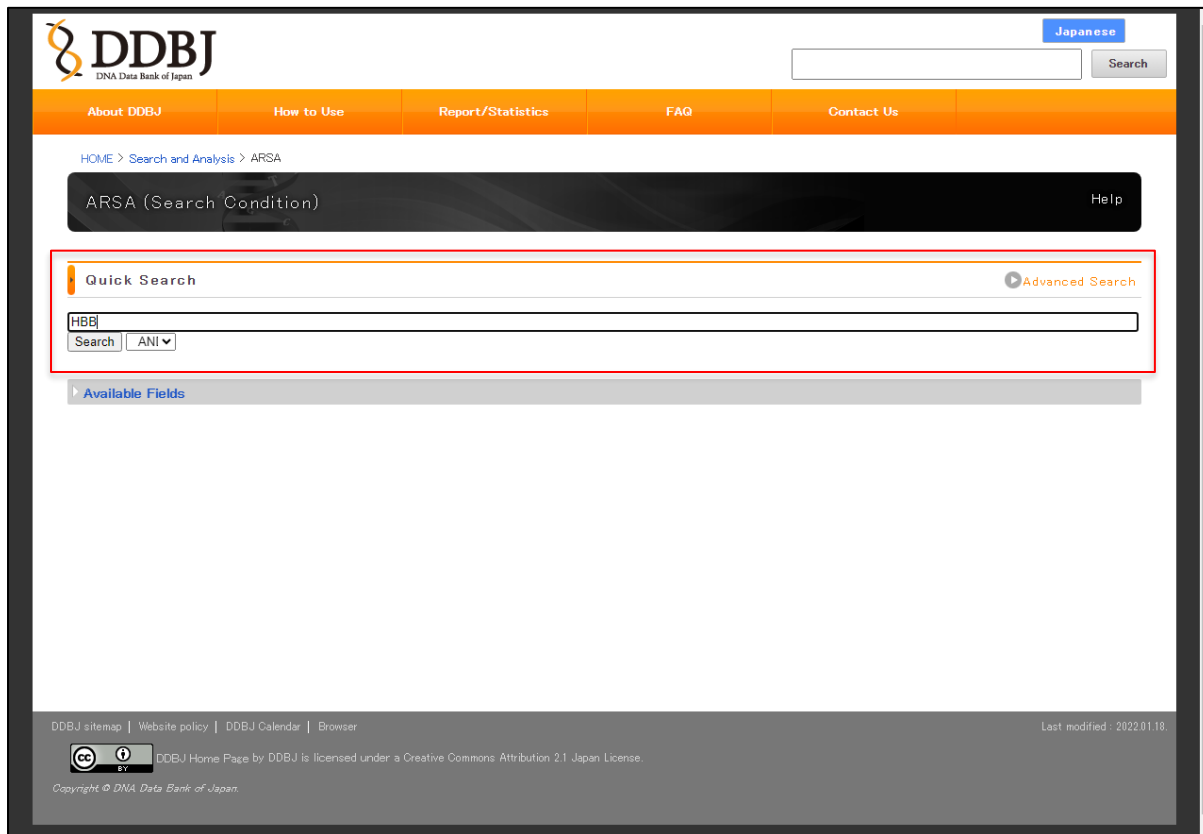 DDBJ
DNA Data Bank of Japan
Japanese
Search
About DDBJ How to Use Report/Statistics FAQ Contact Us
HOME > Search and Analysis > ARSA
ARSA (Search Condition) Help
Quick Search Advanced Search
HBB
Search ANI
Available Fields
DDBJ sitemap | Website policy | DDBJ Calendar | Browser Last modified : 2022.01.18.
cc BY DDBJ Home Page by DDBJ is licensed under a Creative Commons Attribution 2.1 Japan License.
Copyright © DNA Data Bank of Japan.